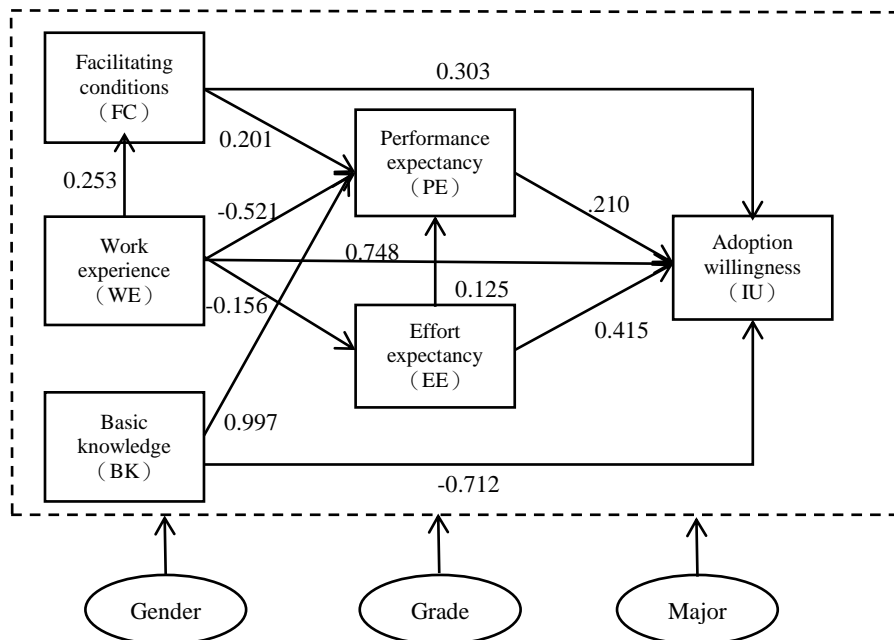 Facilitating
conditions
（FC）
0.303
0.201
Performance
expectancy
（PE）
0.253
-0.521
.210
Work
experience
（WE）
0.748
Adoption
willingness
（IU）
-0.156
0.125
Effort
expectancy
（EE）
0.415
Basic
knowledge
（BK）
0.997
-0.712
Gender
Grade
Major